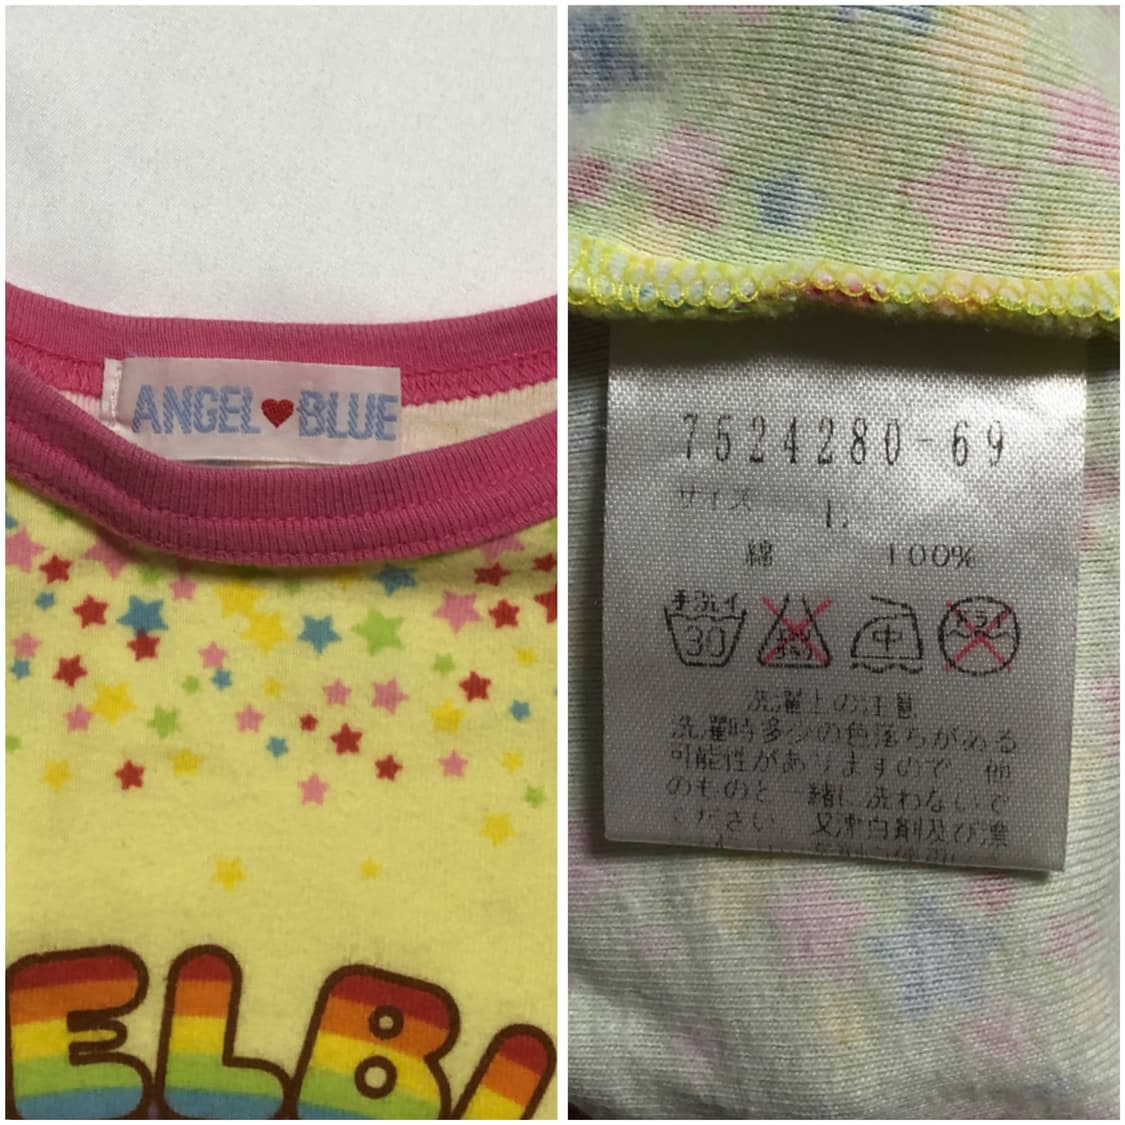 ANGEL♥BLUE
ELB
7524280-69
サイズ L
綿 100%
手洗イ
30
中
洗濯上の注意
洗濯時多少の色落ちがある
可能性がありますので、他
のものと一緒に洗わないで
ください 又漂白剤及び濃